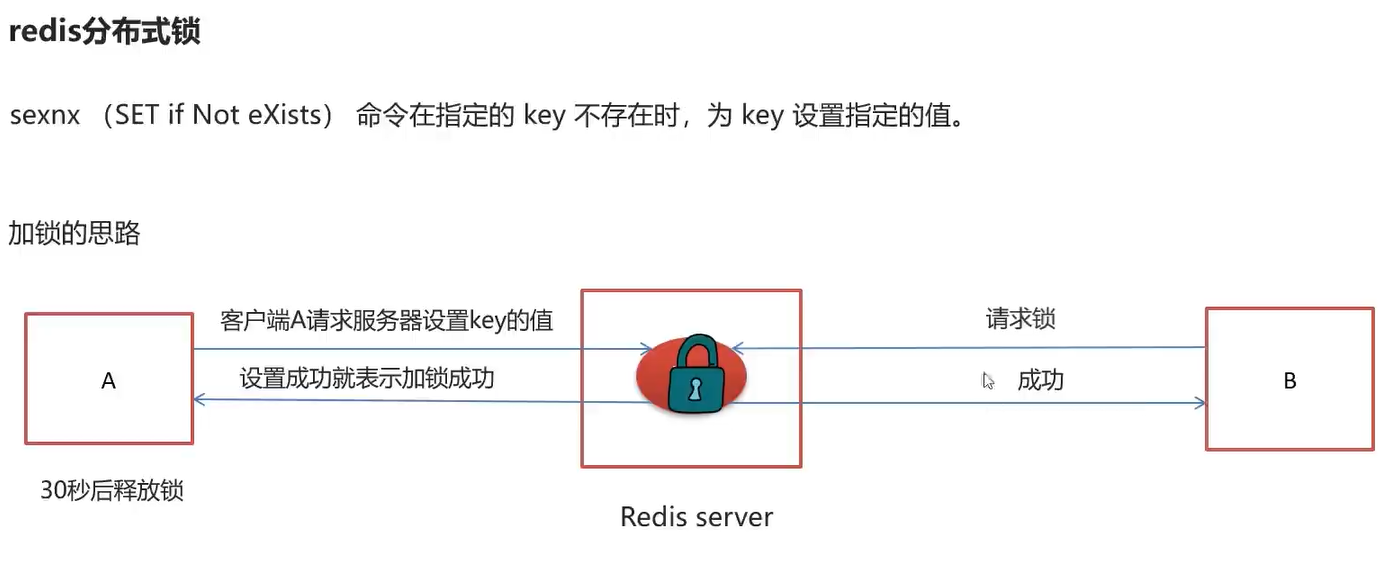 redis分布式锁
sexnx （SET if Not eXists） 命令在指定的 key 不存在时，为 key 设置指定的值。
加锁的思路
客户端A请求服务器设置key的值
请求锁
设置成功就表示加锁成功
成功
A
B
30秒后释放锁
Redis server